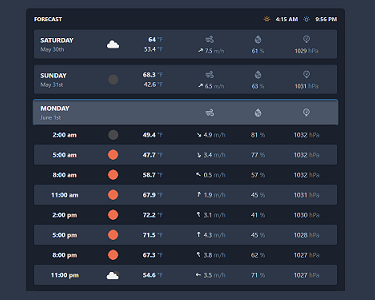 FORECAST 4:15 AM 9:56 PM
SATURDAY 64 °F
May 30th 53.4 °F 7.5 m/h 61 % 1029 hPa
SUNDAY 68.3 °F
May 31st 42.6 °F 6.5 m/h 63 % 1031 hPa
MONDAY
June 1st
2:00 am 49.4 °F 4.9 m/h 81 % 1032 hPa
5:00 am 47.7 °F 3.4 m/h 77 % 1032 hPa
8:00 am 58.7 °F 0.5 m/h 57 % 1032 hPa
11:00 am 67.9 °F 1.9 m/h 45 % 1031 hPa
2:00 pm 72.2 °F 3.1 m/h 41 % 1030 hPa
5:00 pm 71.5 °F 4.3 m/h 45 % 1028 hPa
8:00 pm 67.3 °F 3.8 m/h 62 % 1027 hPa
11:00 pm 54.6 °F 3.5 m/h 71 % 1027 hPa